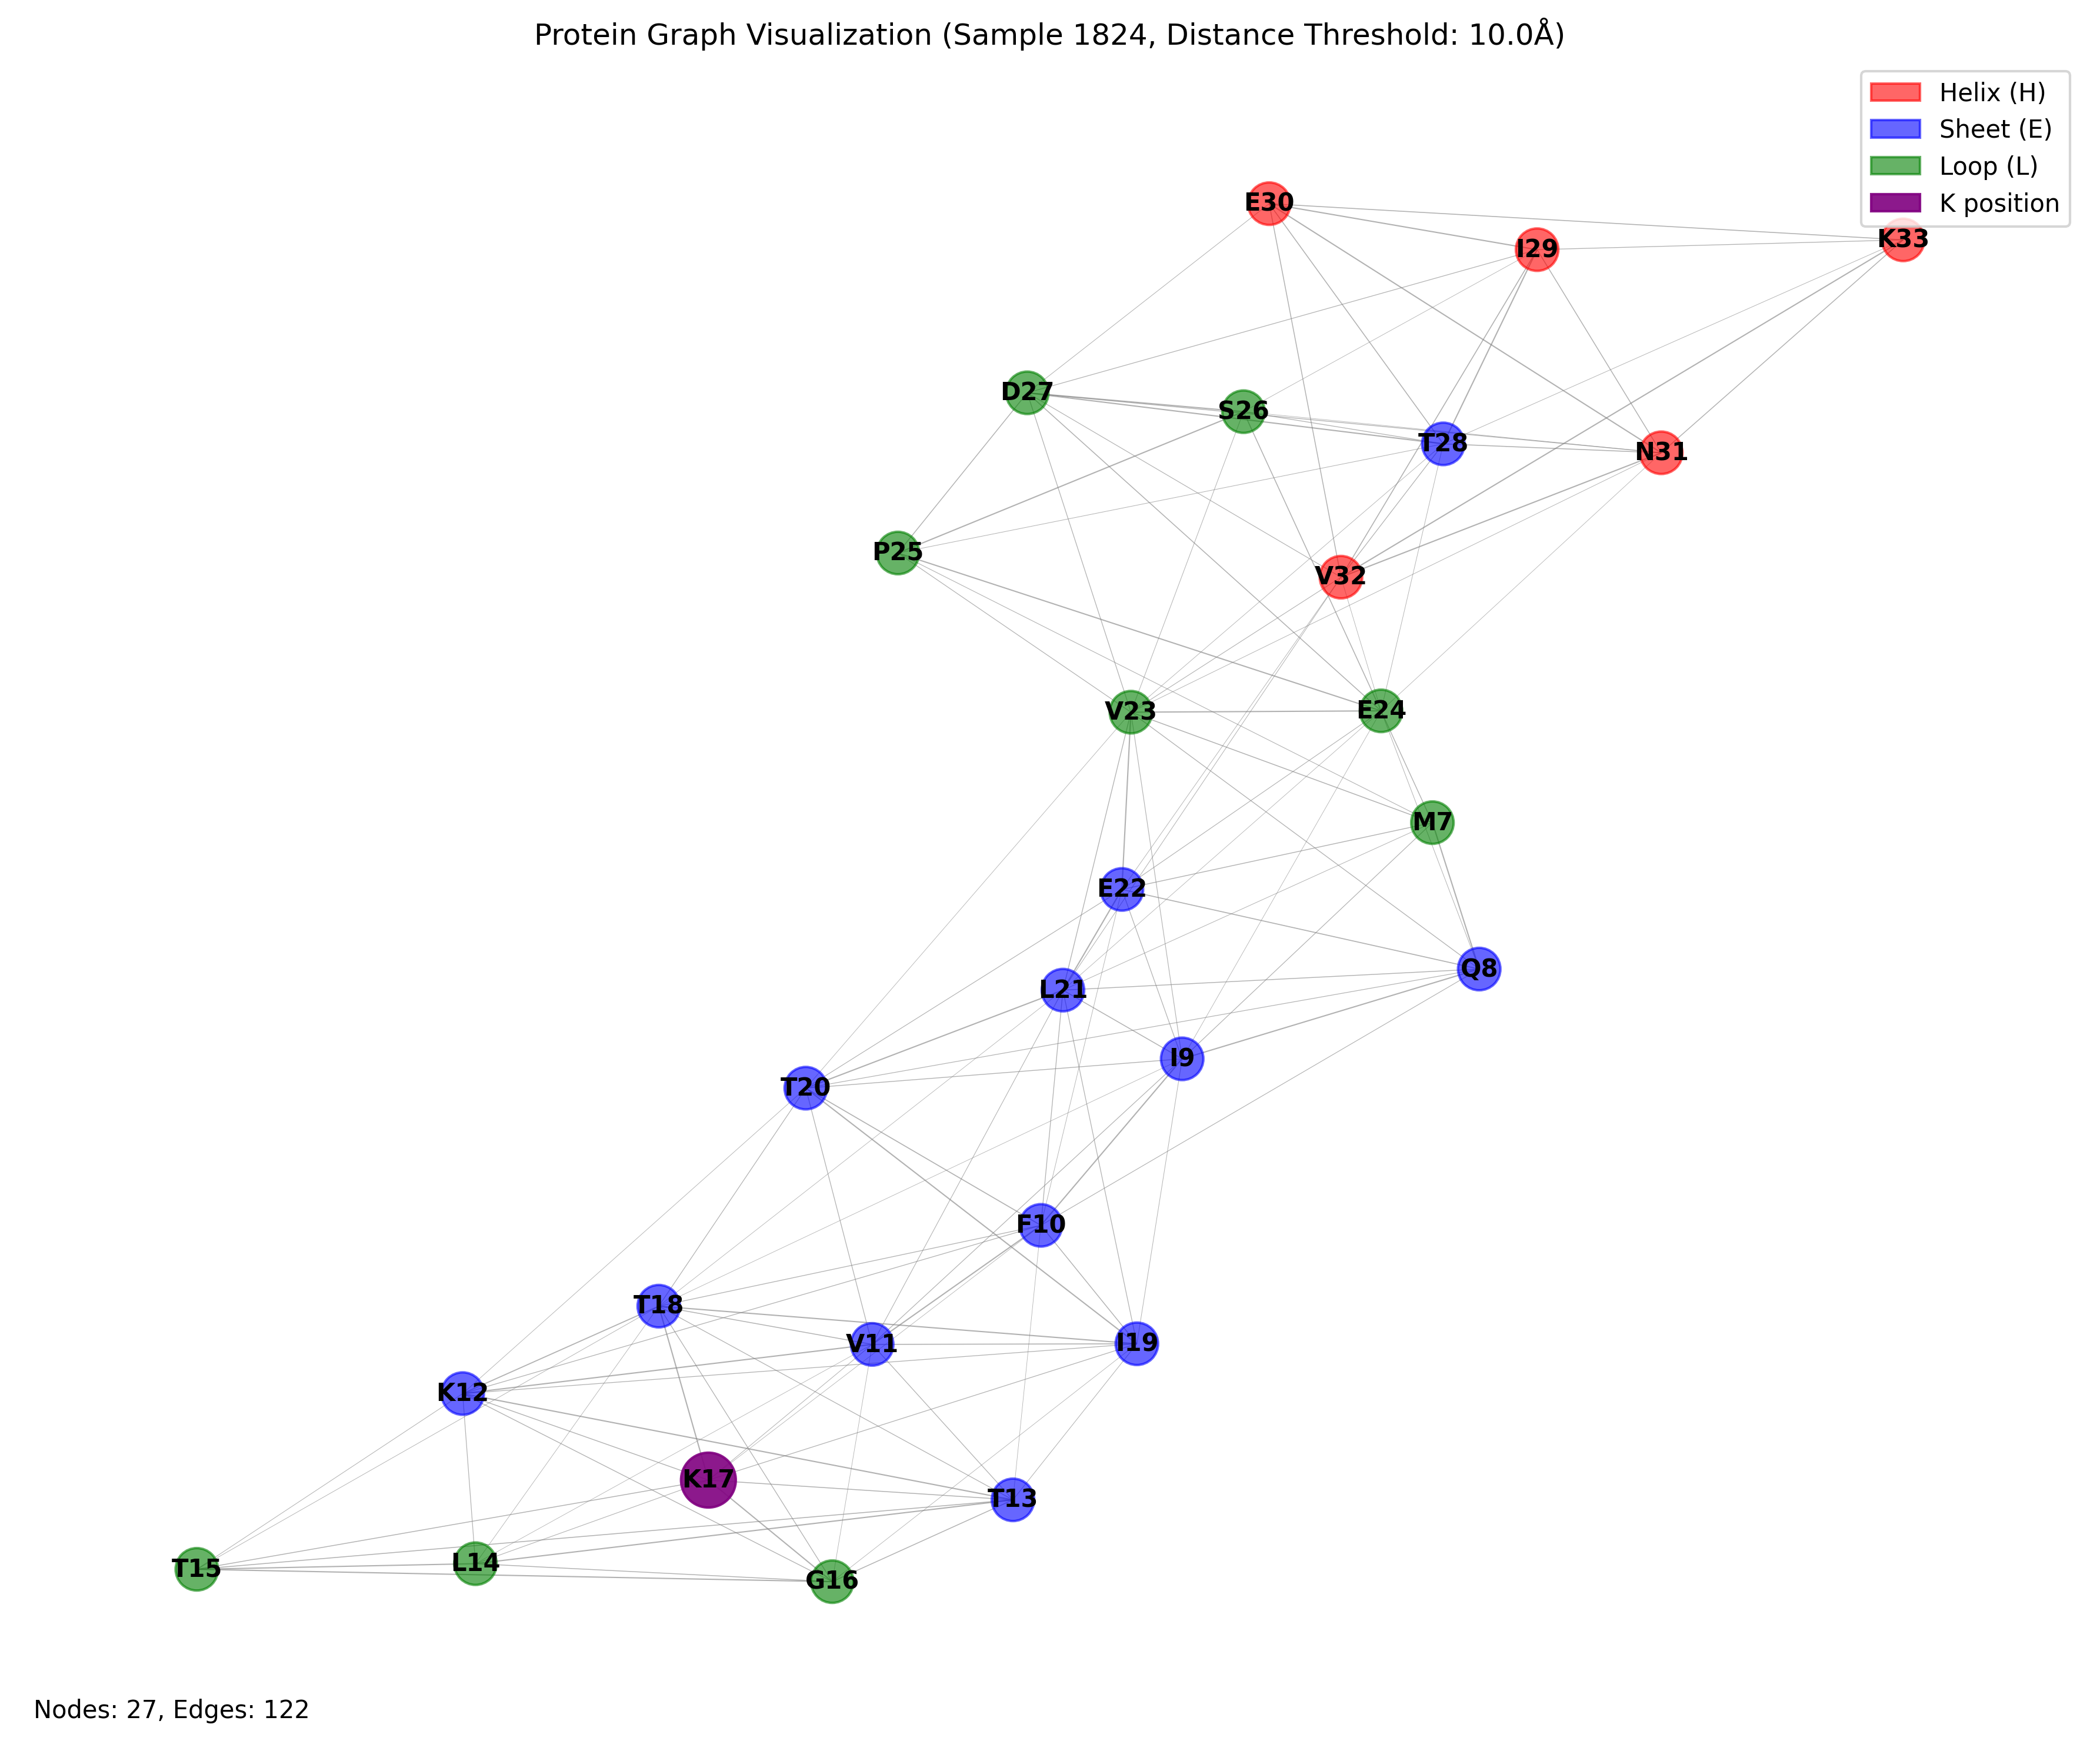 Protein Graph Visualization (Sample 1824, Distance Threshold: 10.0Å)
Helix (H)
Sheet (E)
Loop (L)
K position
E30
I29
K33
D27
S26
T28
N31
P25
V32
V23
E24
M7
E22
Q8
L21
I9
T20
F10
T18
V11
I19
K12
K17
T13
T15
L14
G16
Nodes: 27, Edges: 122